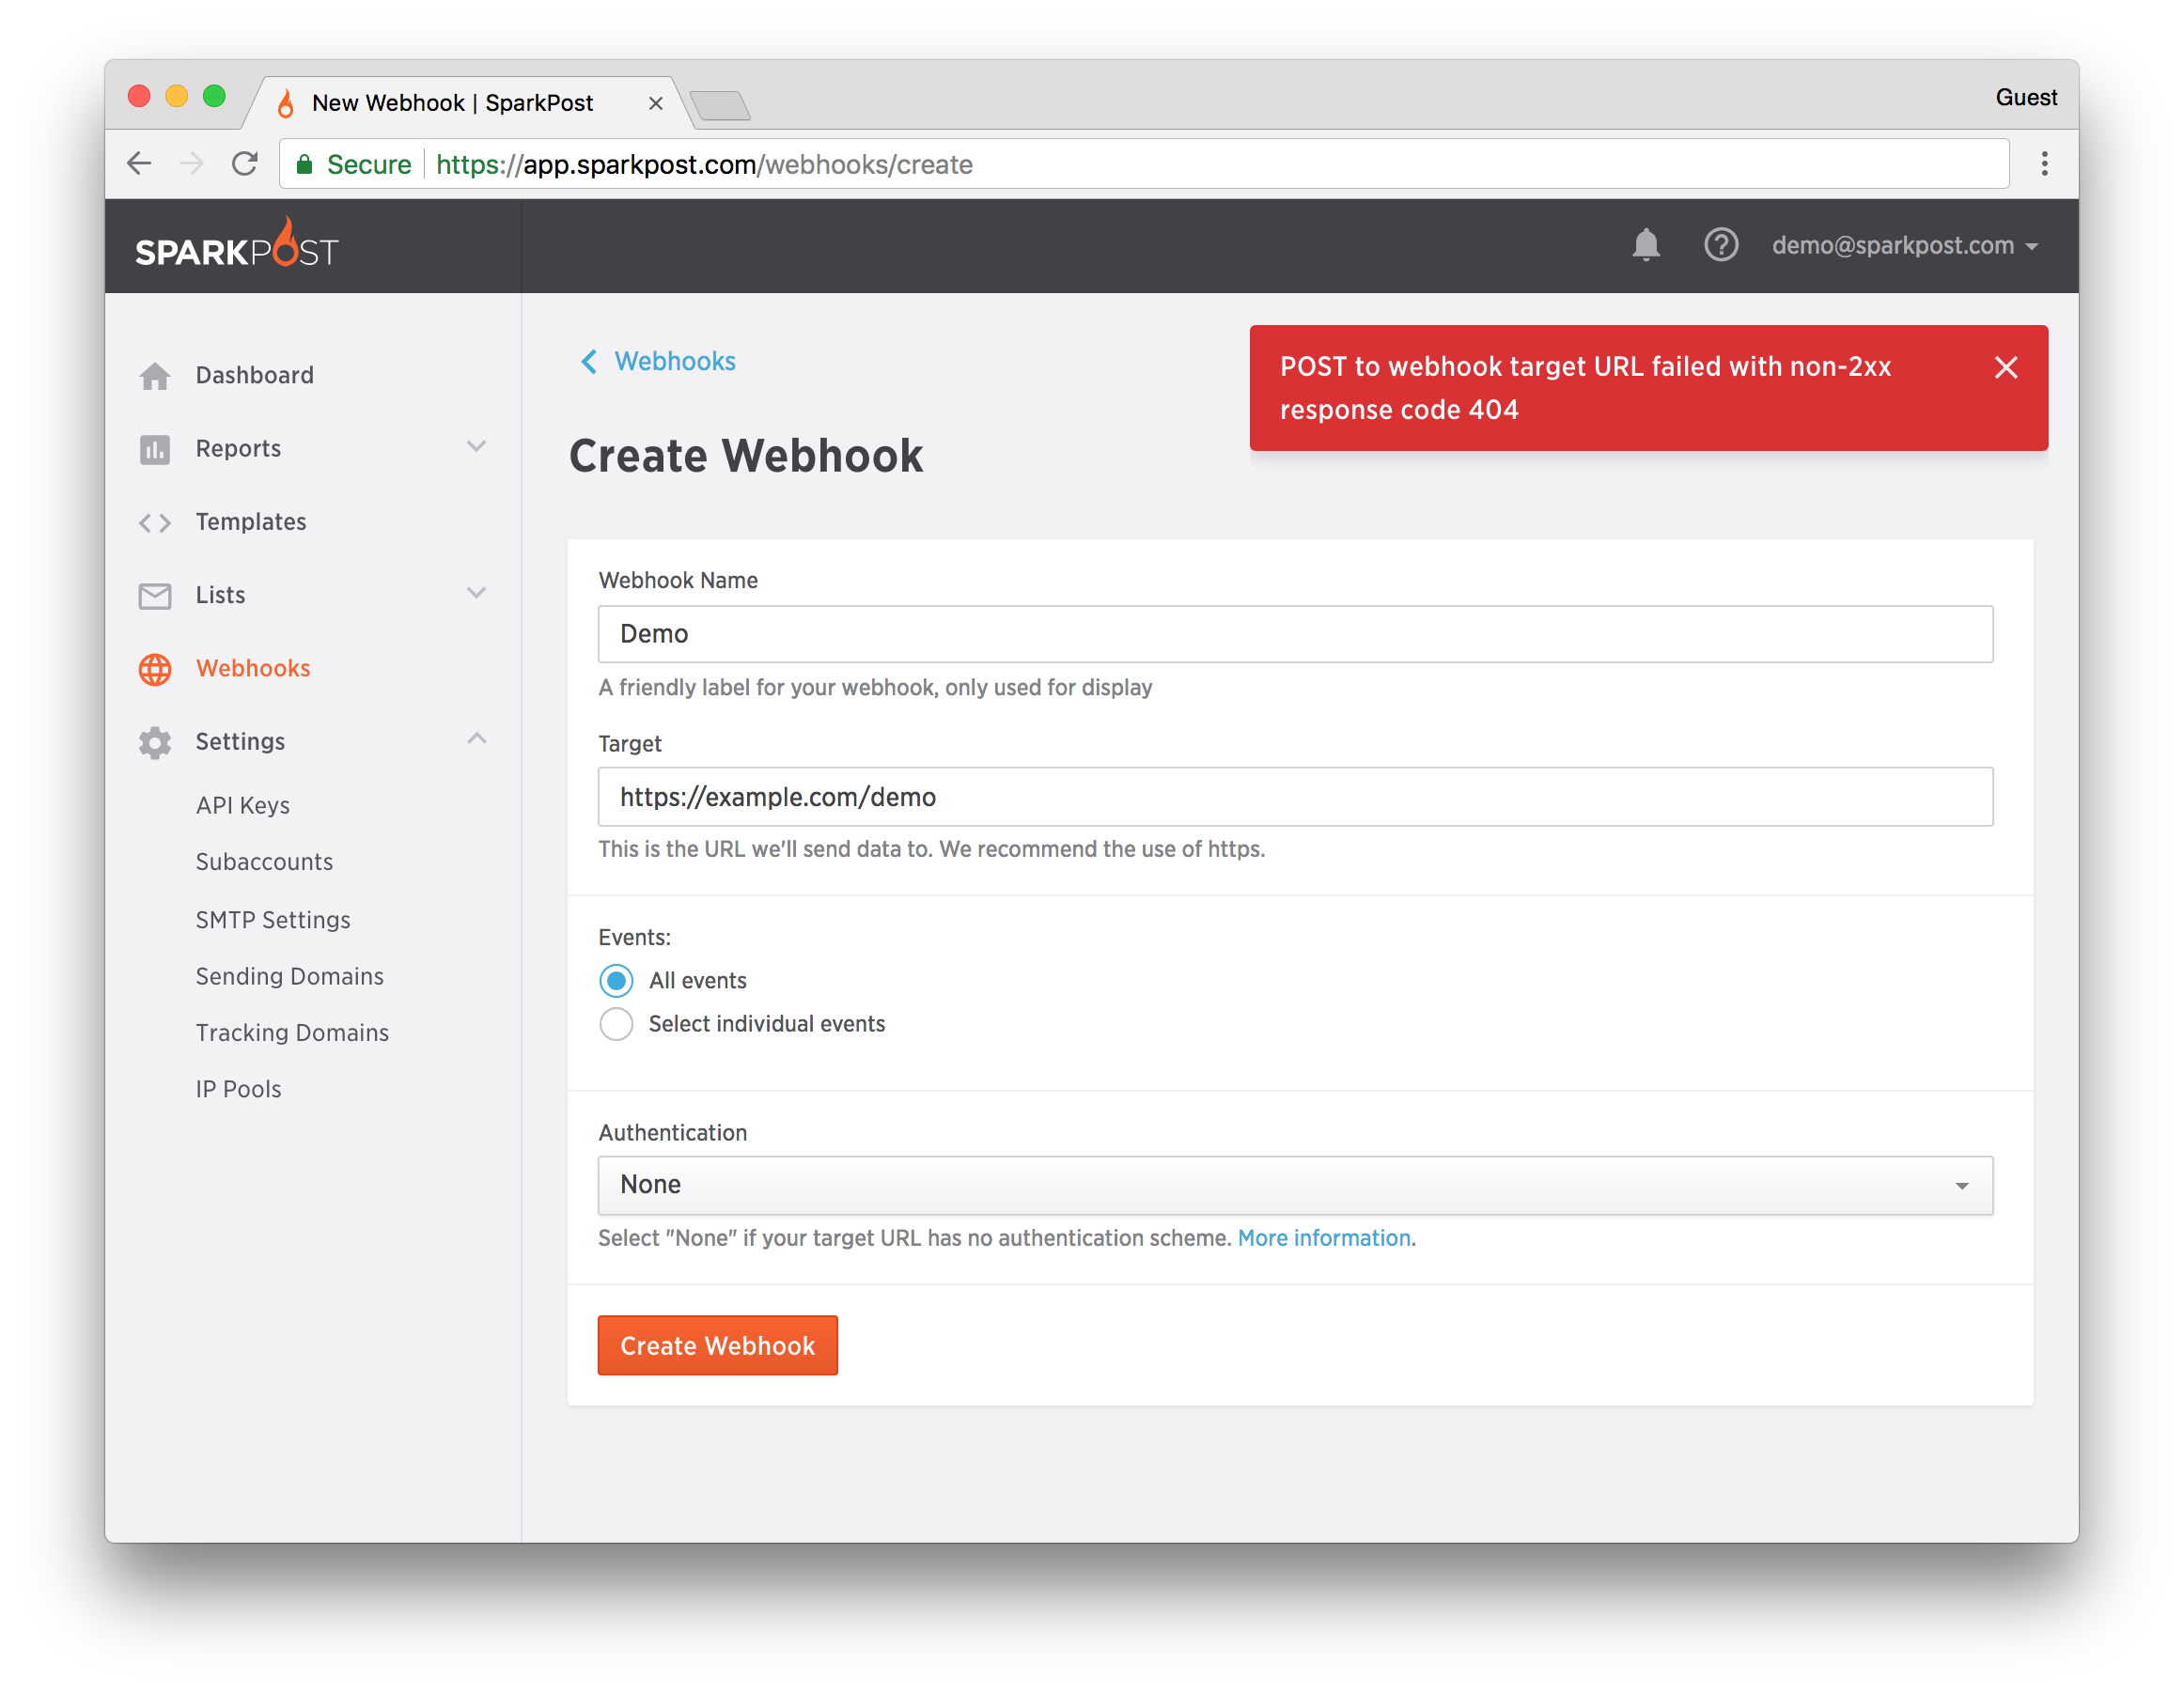 New Webhook | SparkPost
Guest
Secure https://app.sparkpost.com/webhooks/create
SPARKPOST
demo@sparkpost.com
Dashboard
Reports
Templates
Lists
Webhooks
Settings
API Keys
Subaccounts
SMTP Settings
Sending Domains
Tracking Domains
IP Pools
Webhooks
POST to webhook target URL failed with non-2xx
response code 404
Create Webhook
Webhook Name
Demo
A friendly label for your webhook, only used for display
Target
https://example.com/demo
This is the URL we'll send data to. We recommend the use of https.
Events:
All events
Select individual events
Authentication
None
Select "None" if your target URL has no authentication scheme. More information.
Create Webhook